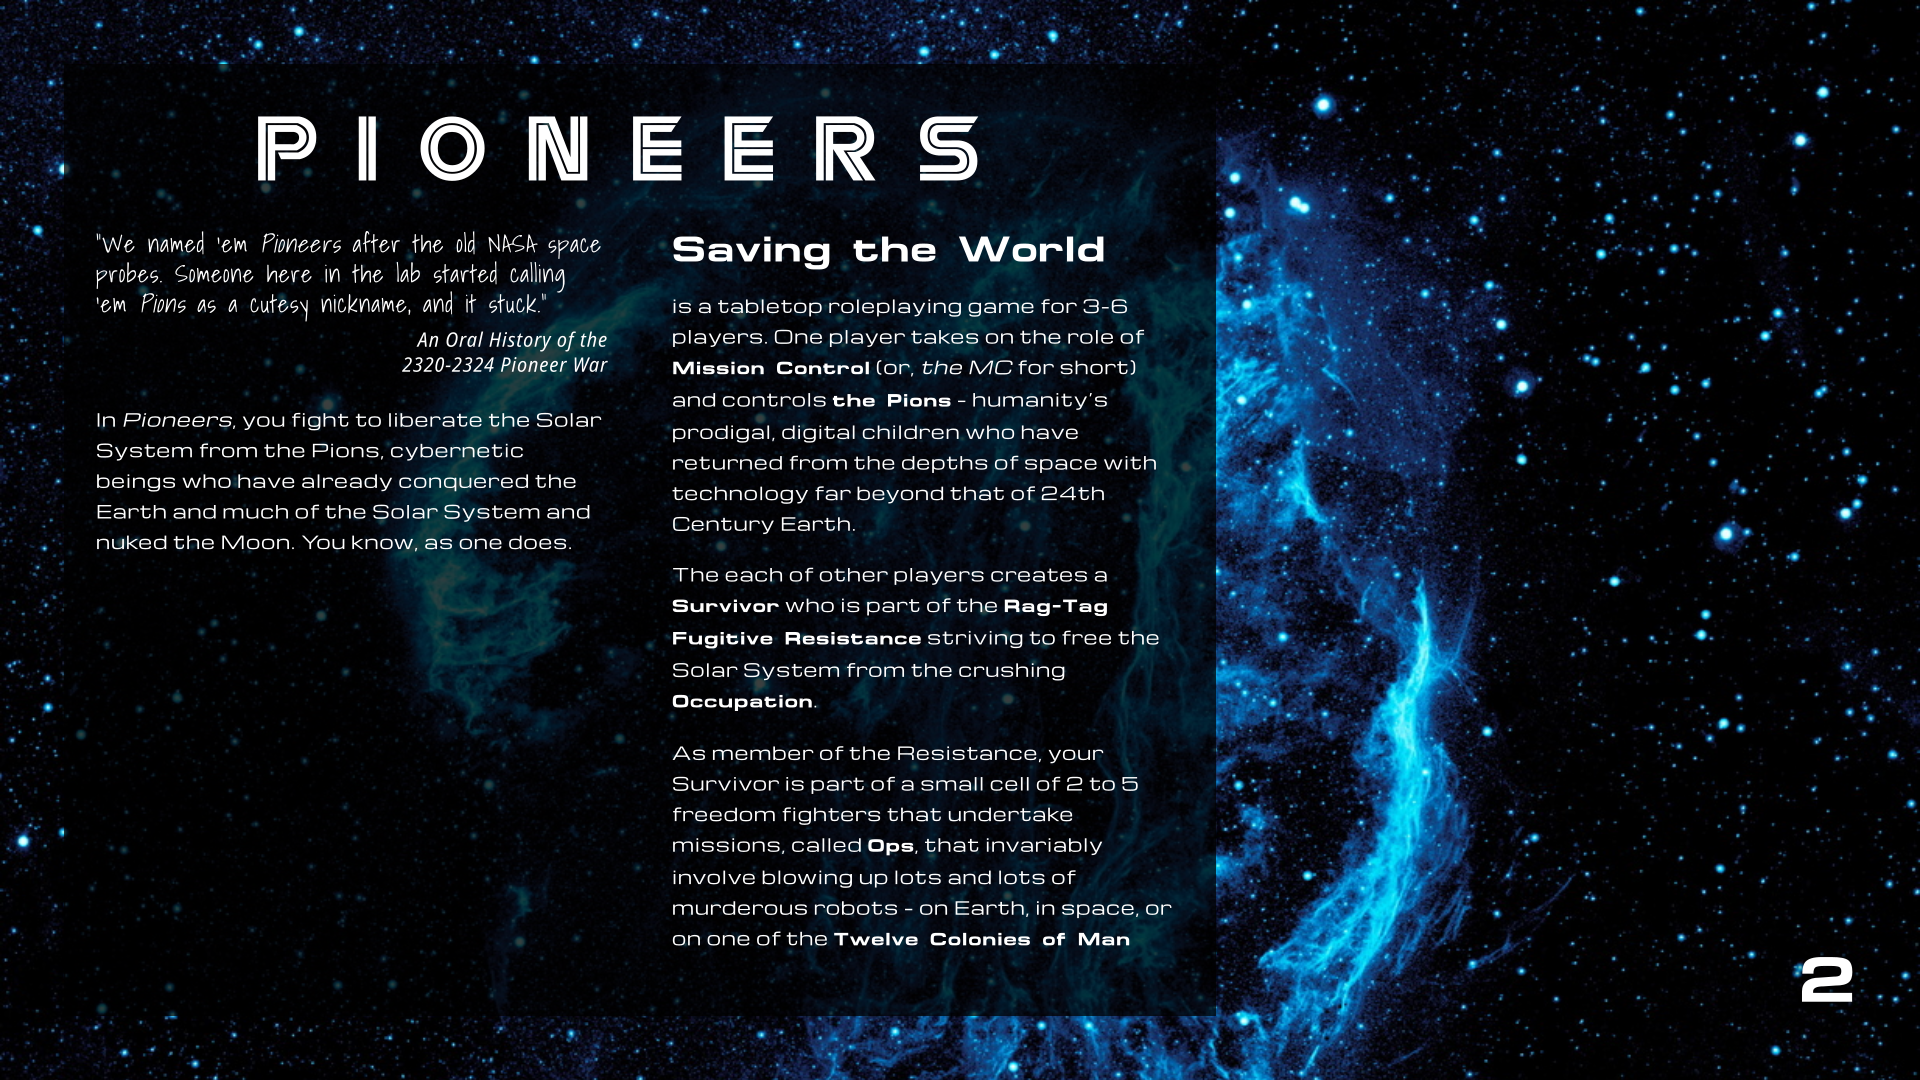 PIONEERS
"We named 'em Pioneers after the old NASA space
probes. Someone here in the lab started calling
'em Pions as a cutesy nickname, and it stuck."
An Oral History of the
2320-2324 Pioneer War
In Pioneers, you fight to liberate the Solar
System from the Pions, cybernetic
beings who have already conquered the
Earth and much of the Solar System and
nuked the Moon. You know, as one does.
Saving the World
is a tabletop roleplaying game for 3-6
players. One player takes on the role of
Mission Control (or, the MC for short)
and controls the Pions - humanity's
prodigal, digital children who have
returned from the depths of space with
technology far beyond that of 24th
Century Earth.
The each of other players creates a
Survivor who is part of the Rag-Tag
Fugitive Resistance striving to free the
Solar System from the crushing
Occupation.
As member of the Resistance, your
Survivor is part of a small cell of 2 to 5
freedom fighters that undertake
missions, called Ops, that invariably
involve blowing up lots and lots of
murderous robots - on Earth, in space, or
on one of the Twelve Colonies of Man
2